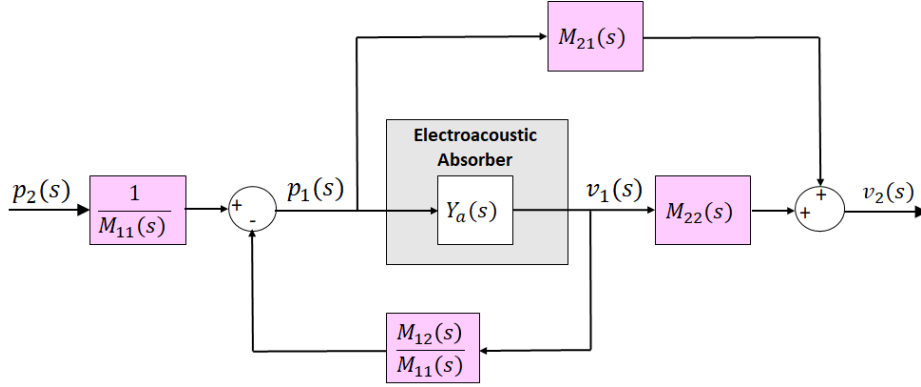 M₂₁(s)
Electroacoustic
Absorber
p₂(s)
1
M₁₁(s)
+
-
p₁(s)
Yₐ(s)
v₁(s)
M₂₂(s)
+
+
v₂(s)
M₁₂(s)
M₁₁(s)